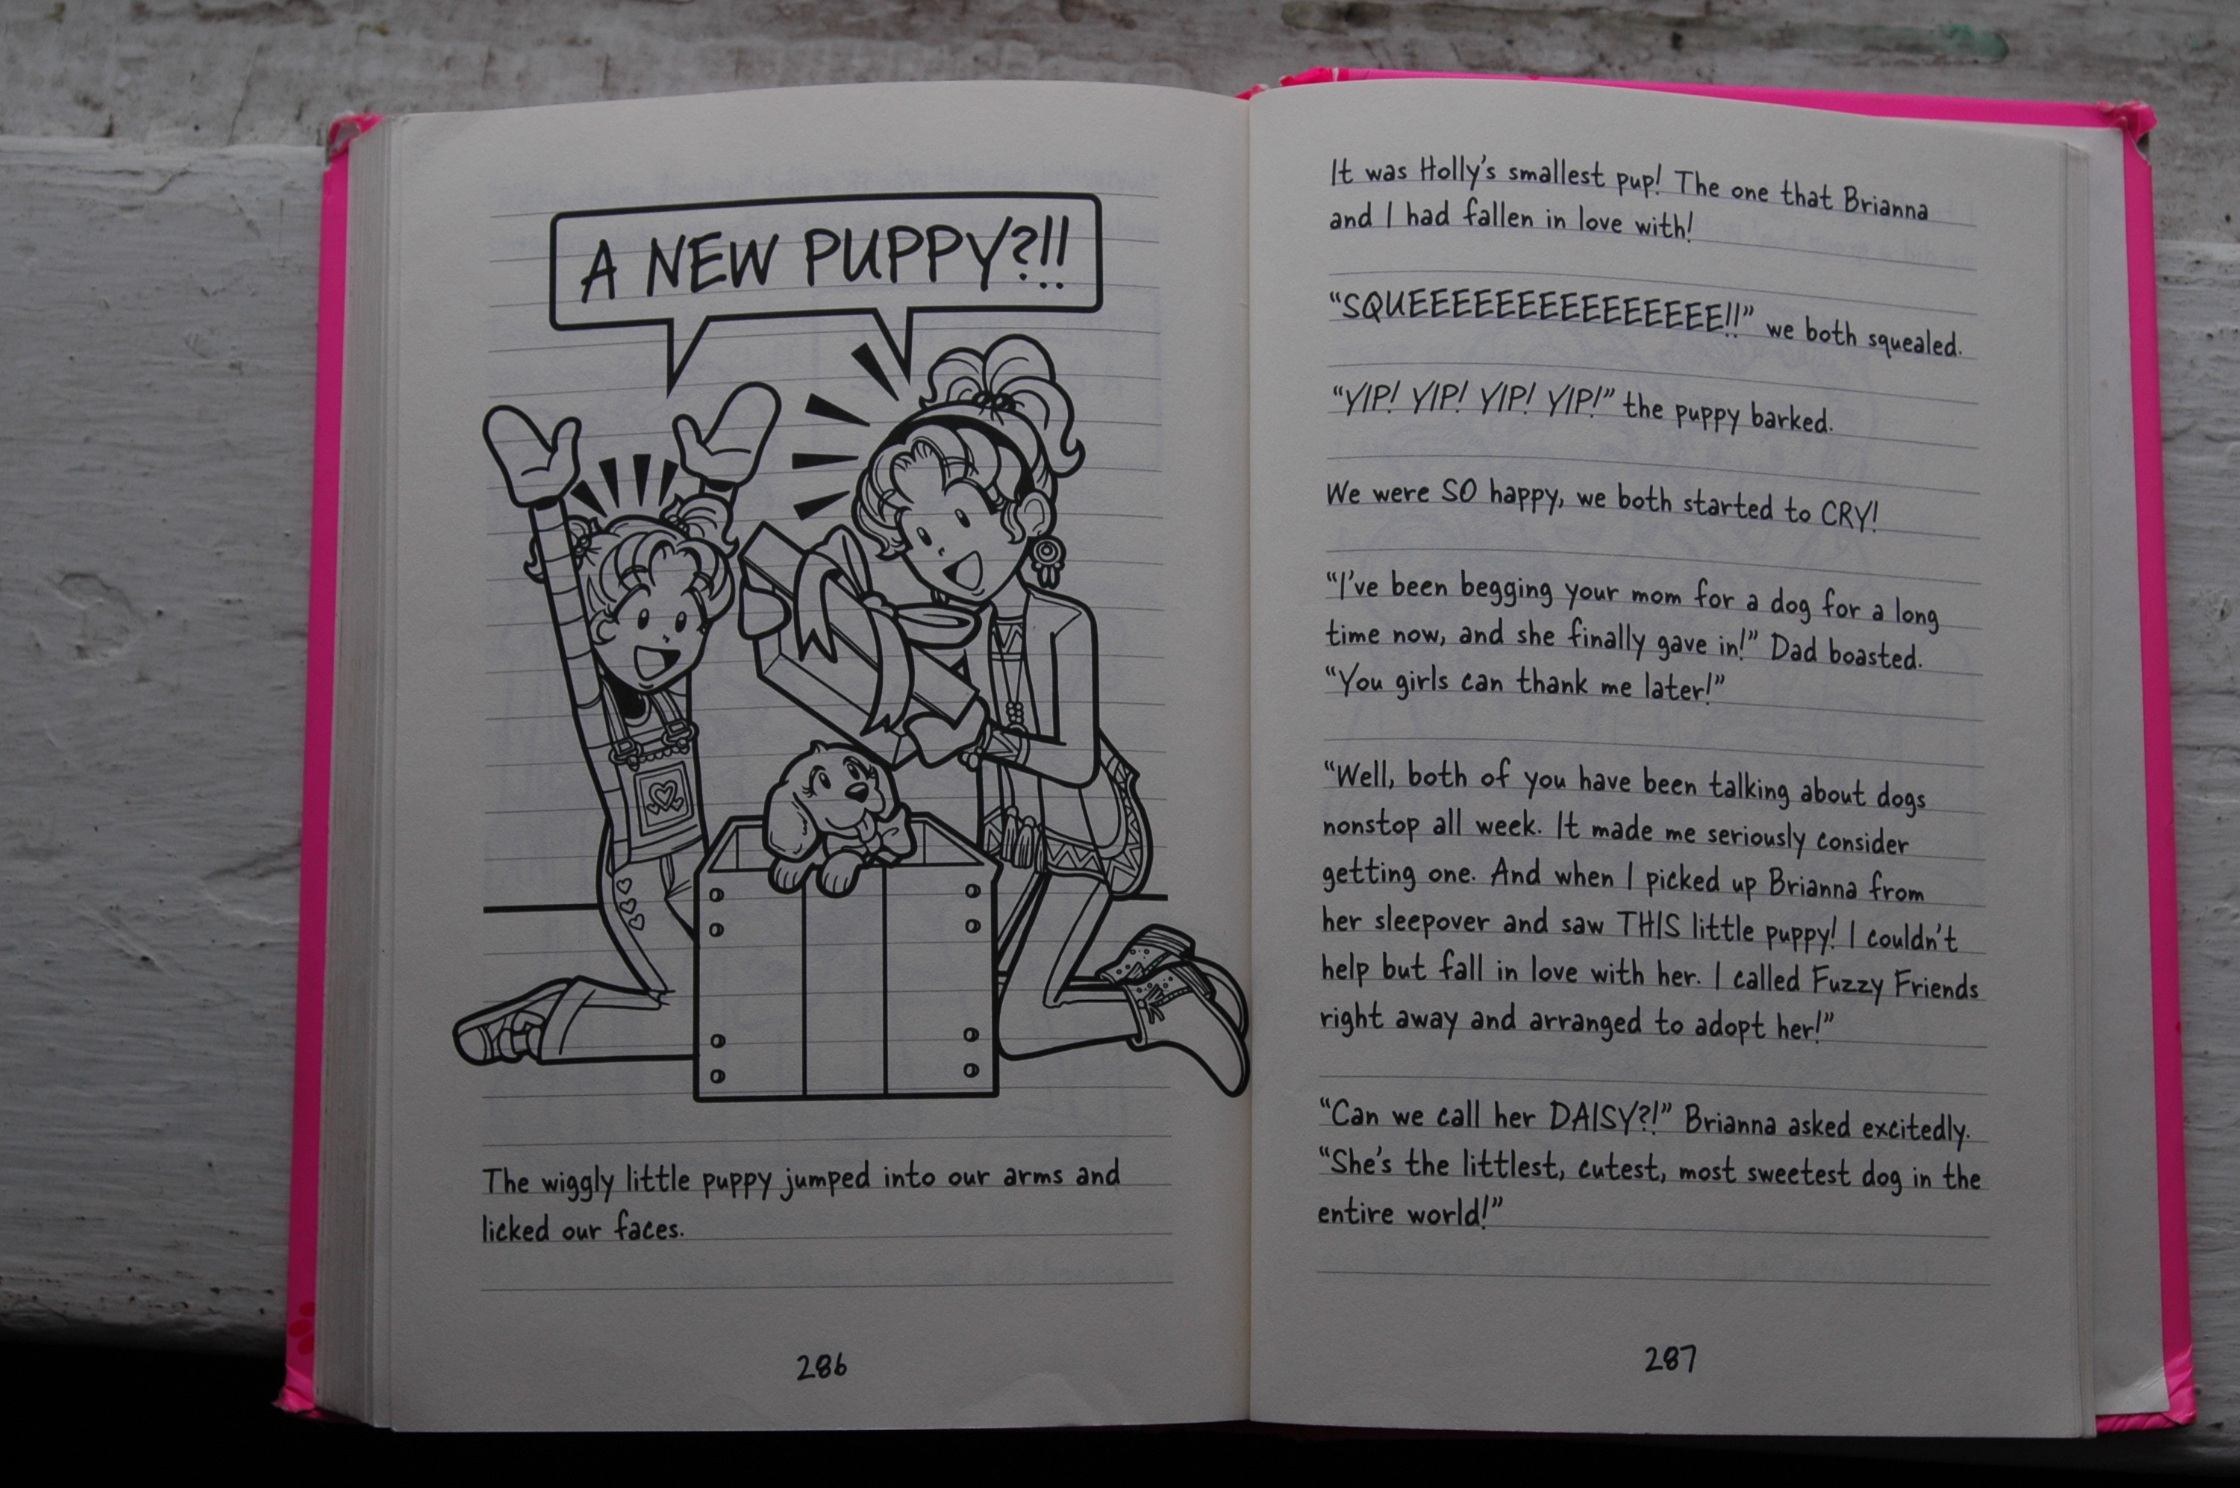 A NEW PUPPY?!!
The wiggly little puppy jumped into our arms and
licked our faces.
286
It was Holly's smallest pup! The one that Brianna
and I had fallen in love with!
“SQUEEEEEEEEEEEEEEE!!” we both squealed.
“YIP! YIP! YIP! YIP!” the puppy barked.
We were SO happy, we both started to CRY!
“I've been begging your mom for a dog for a long
time now, and she finally gave in!” Dad boasted.
“You girls can thank me later!”
“Well, both of you have been talking about dogs
nonstop all week. It made me seriously consider
getting one. And when I picked up Brianna from
her sleepover and saw THIS little puppy! I couldn't
help but fall in love with her. I called Fuzzy Friends
right away and arranged to adopt her!”
“Can we call her DAISY?!” Brianna asked excitedly.
“She's the littlest, cutest, most sweetest dog in the
entire world!”
287